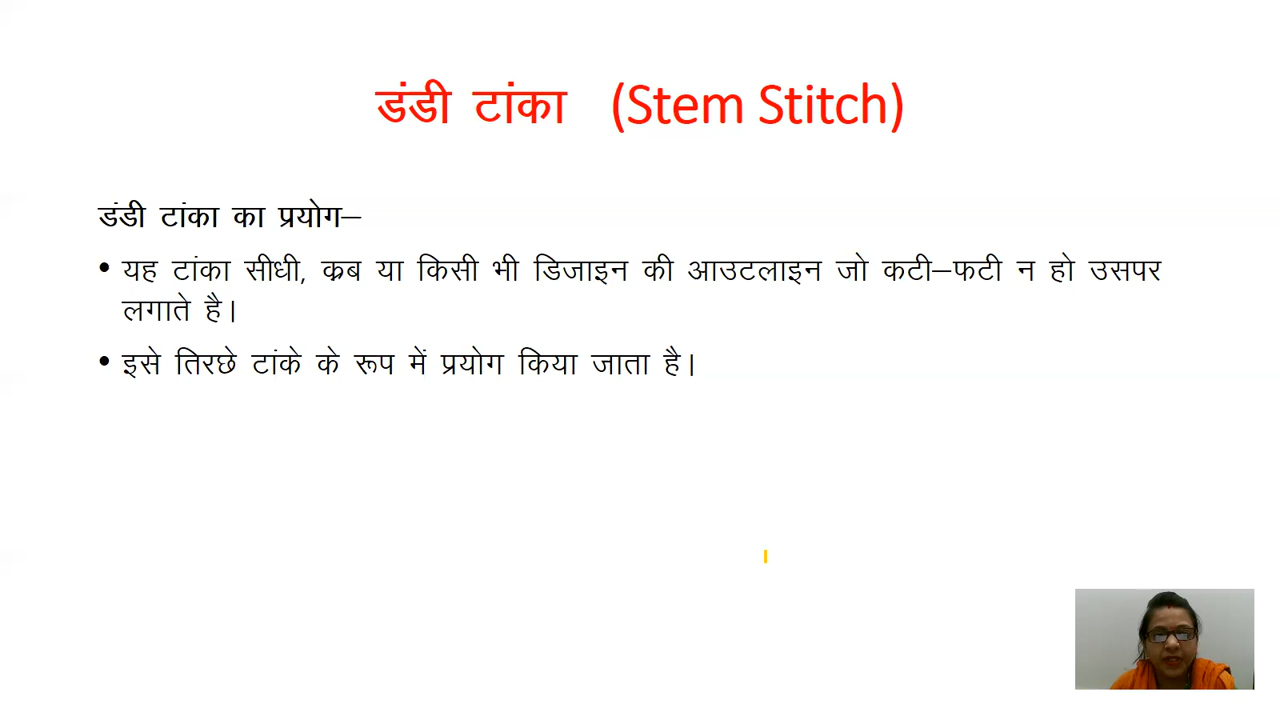 डंडी टांका (Stem Stitch)
डंडी टांका का प्रयोग–
• यह टांका सीधी, क्रब या किसी भी डिजाइन की आउटलाइन जो कटी–फटी न हो उसपर
लगाते है।
• इसे तिरछे टांके के रूप में प्रयोग किया जाता है।